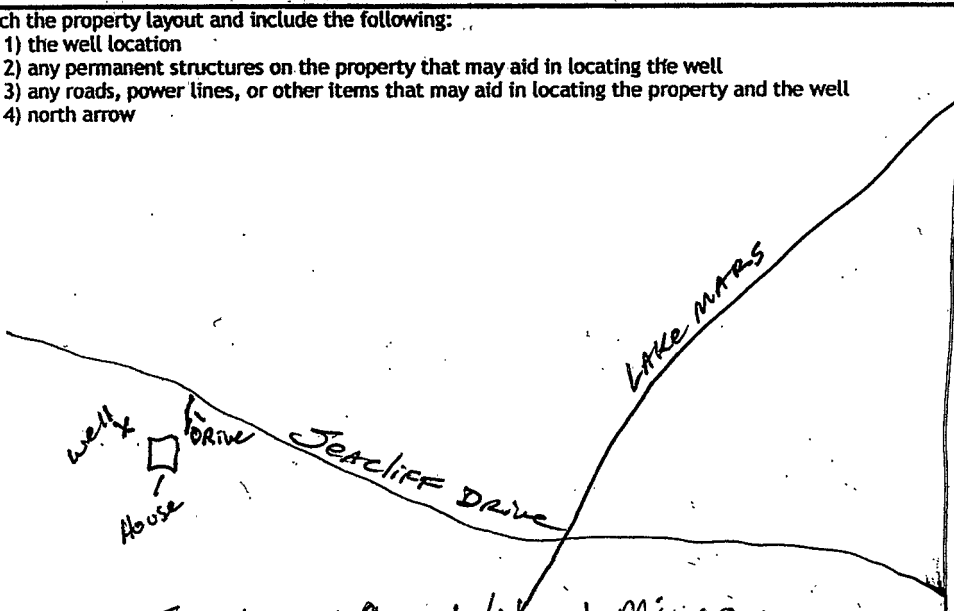 ch the property layout and include the following:
1) the well location
2) any permanent structures on the property that may aid in locating the well
3) any roads, power lines, or other items that may aid in locating the property and the well
4) north arrow
LAKE MARS
well x
DRive
House
SeacliFF DRive